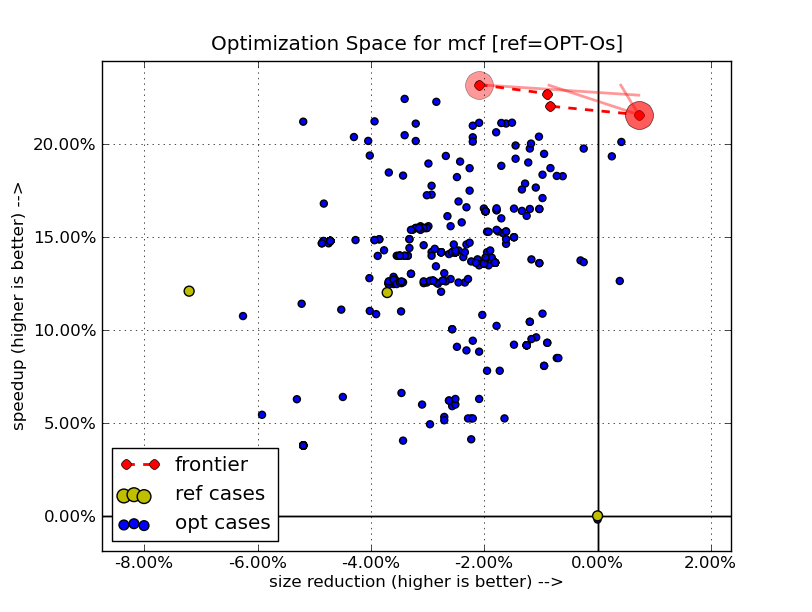 Optimization Space for mcf [ref=OPT-Os]
speedup (higher is better) -->
20.00%
15.00%
10.00%
5.00%
0.00%
frontier
ref cases
opt cases
-8.00% -6.00% -4.00% -2.00% 0.00% 2.00%
size reduction (higher is better) -->